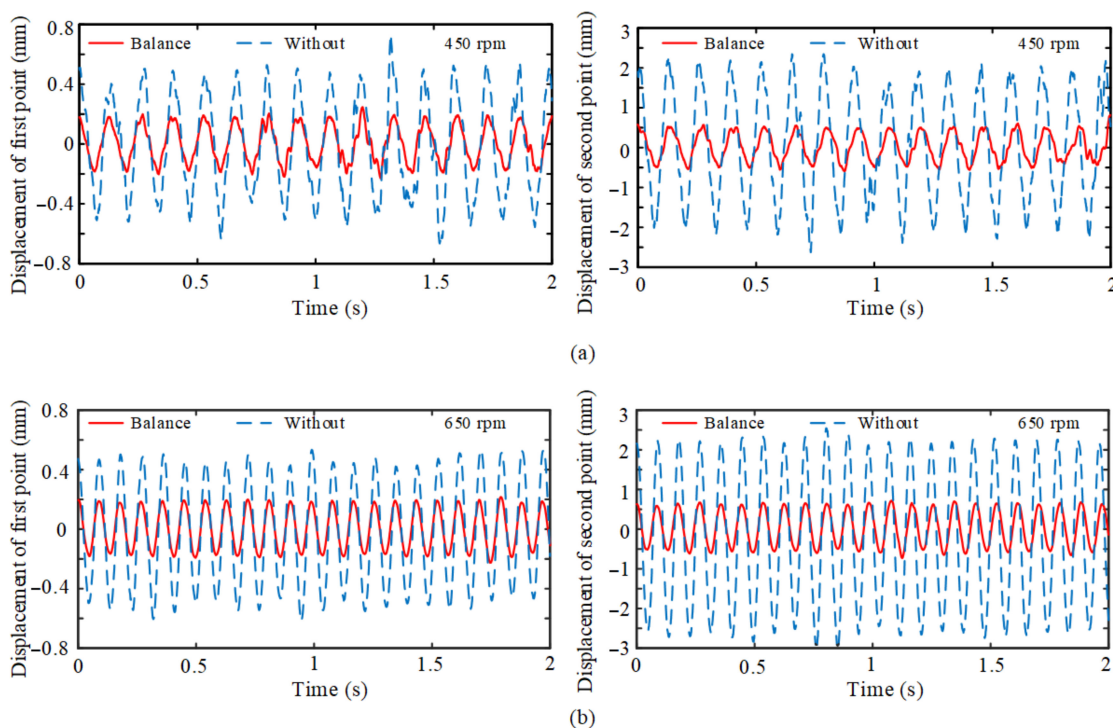 Displacement of first point (mm)
0.8
0.4
0
−0.4
−0.8
Balance Without 450 rpm
0 0.5 1 1.5 2
Time (s)
Displacement of second point (mm)
3
2
1
0
−1
−2
−3
Balance Without 450 rpm
0 0.5 1 1.5 2
Time (s)
(a)
Displacement of first point (mm)
0.8
0.4
0
−0.4
−0.8
Balance Without 650 rpm
0 0.5 1 1.5 2
Time (s)
Displacement of second point (mm)
3
2
1
0
−1
−2
−3
Balance Without 650 rpm
0 0.5 1 1.5 2
Time (s)
(b)